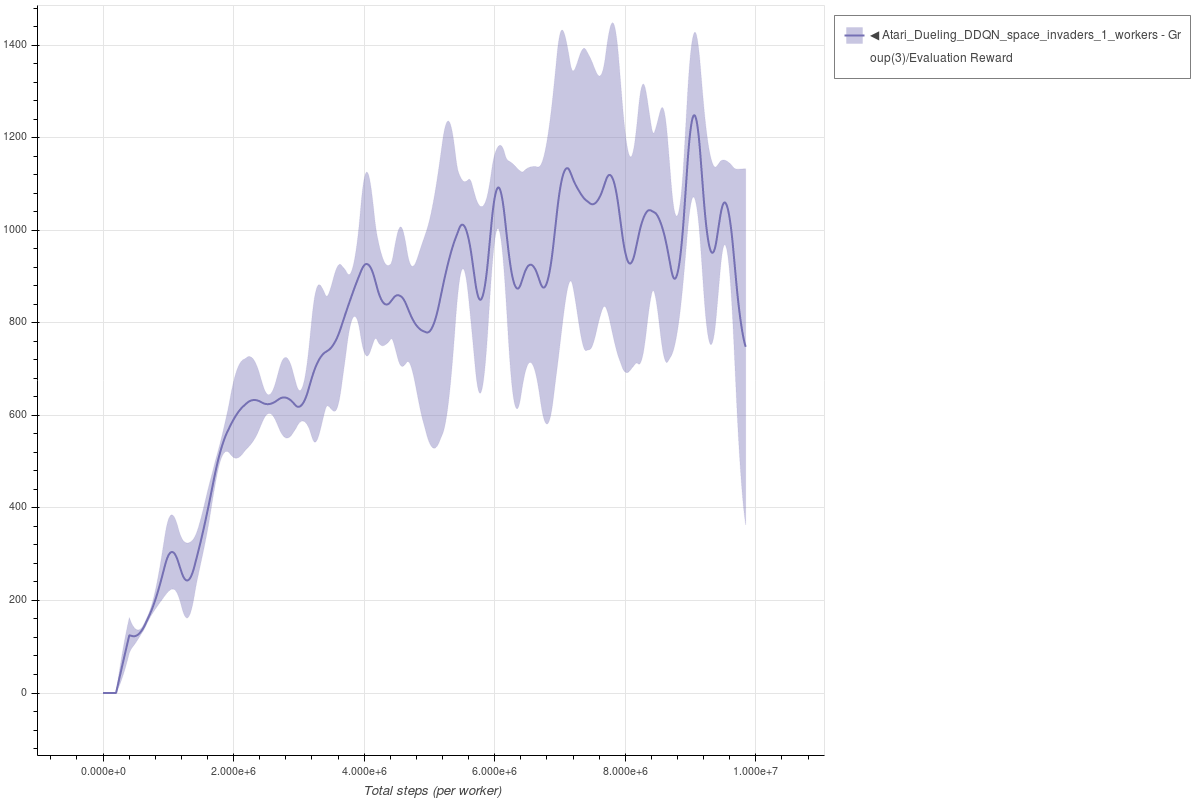 1400
1200
1000
800
600
400
200
0
0.000e+0 2.000e+6 4.000e+6 6.000e+6 8.000e+6 1.000e+7
Total steps (per worker)
◀ Atari_Dueling_DDQN_space_invaders_1_workers - Gr
oup(3)/Evaluation Reward